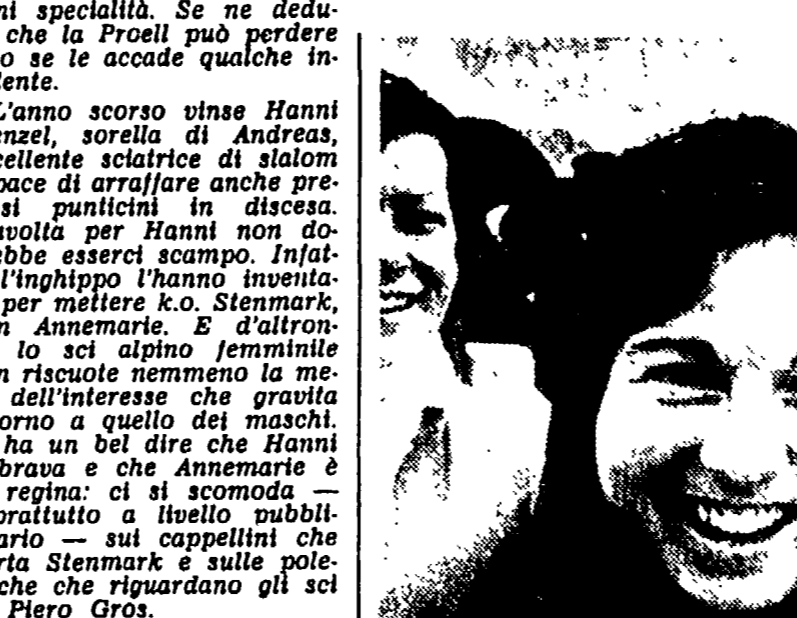 ni specialità. Se ne dedu-
che la Proell può perdere
o se le accade qualche in-
dente.
L'anno scorso vinse Hanni
enzel, sorella di Andreas,
cellente sciatrice di slalom
pace di arraffare anche pre-
si punticini in discesa.
avolta per Hanni non do-
ebbe esserci scampo. Infat-
l'inghippo l'hanno inventa-
per mettere k.o. Stenmark,
n Annemarie. E d'altron-
lo sci alpino femminile
n riscuote nemmeno la me-
dell'interesse che gravita
orno a quello dei maschi.
ha un bel dire che Hanni
brava e che Annemarie è
regina: ci si scomoda —
prattutto a livello pubbli-
ario — sui cappellini che
rta Stenmark e sulle pole-
che che riguardano gli sci
Piero Gros.